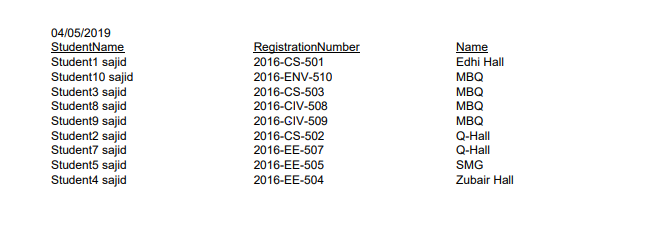 04/05/2019
StudentName RegistrationNumber Name
Student1 sajid 2016-CS-501 Edhi Hall
Student10 sajid 2016-ENV-510 MBQ
Student3 sajid 2016-CS-503 MBQ
Student8 sajid 2016-CIV-508 MBQ
Student9 sajid 2016-CIV-509 MBQ
Student2 sajid 2016-CS-502 Q-Hall
Student7 sajid 2016-EE-507 Q-Hall
Student5 sajid 2016-EE-505 SMG
Student4 sajid 2016-EE-504 Zubair Hall